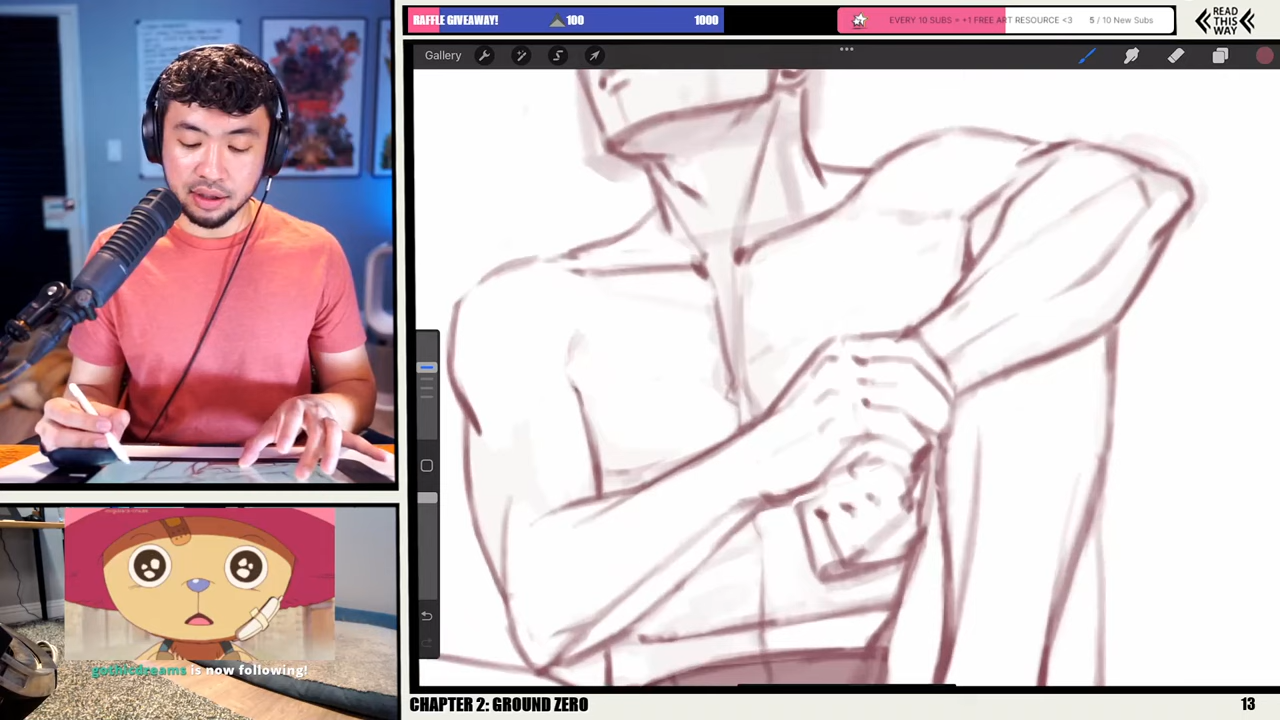 RAFFLE GIVEAWAY!
100
1000
EVERY 10 SUBS = +1 FREE ART RESOURCE <3
5 / 10 New Subs
READ
THIS
WAY
Gallery
gothicdreams is now following!
CHAPTER 2: GROUND ZERO
13